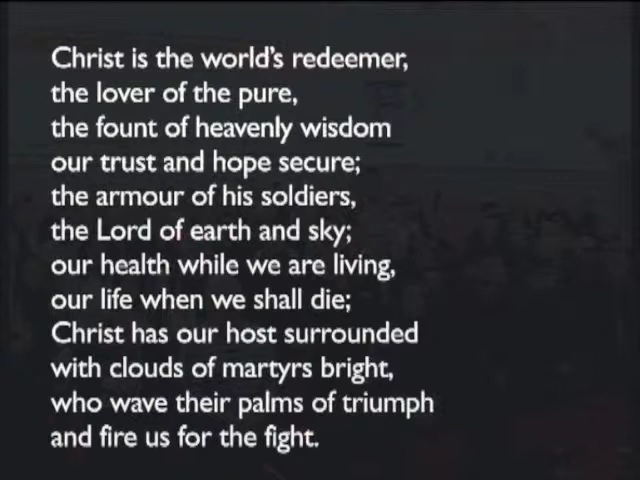 Christ is the world's redeemer,
the lover of the pure,
the fount of heavenly wisdom
our trust and hope secure;
the armour of his soldiers,
the Lord of earth and sky;
our health while we are living,
our life when we shall die;
Christ has our host surrounded
with clouds of martyrs bright,
who wave their palms of triumph
and fire us for the fight.